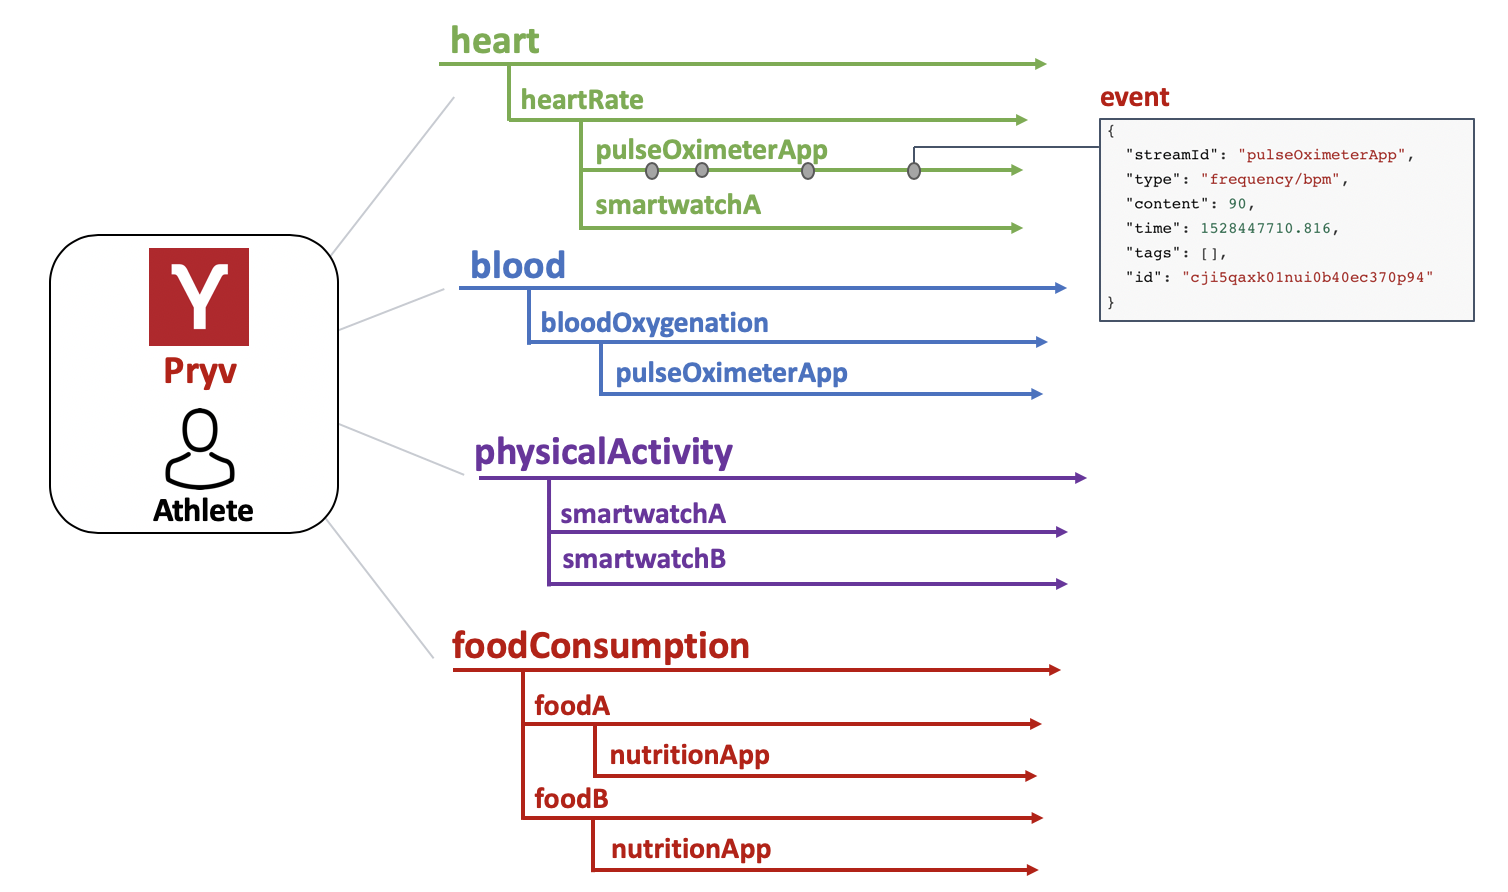 heart
heartRate
pulseOximeterApp
smartwatchA
event
{
"streamId": "pulseOximeterApp",
"type": "frequency/bpm",
"content": 90,
"time": 1528447710.816,
"tags": [],
"id": "cji5qaxk01nui0b40ec370p94"
}
Y
Pryv
Athlete
blood
bloodOxygenation
pulseOximeterApp
physicalActivity
smartwatchA
smartwatchB
foodConsumption
foodA
nutritionApp
foodB
nutritionApp